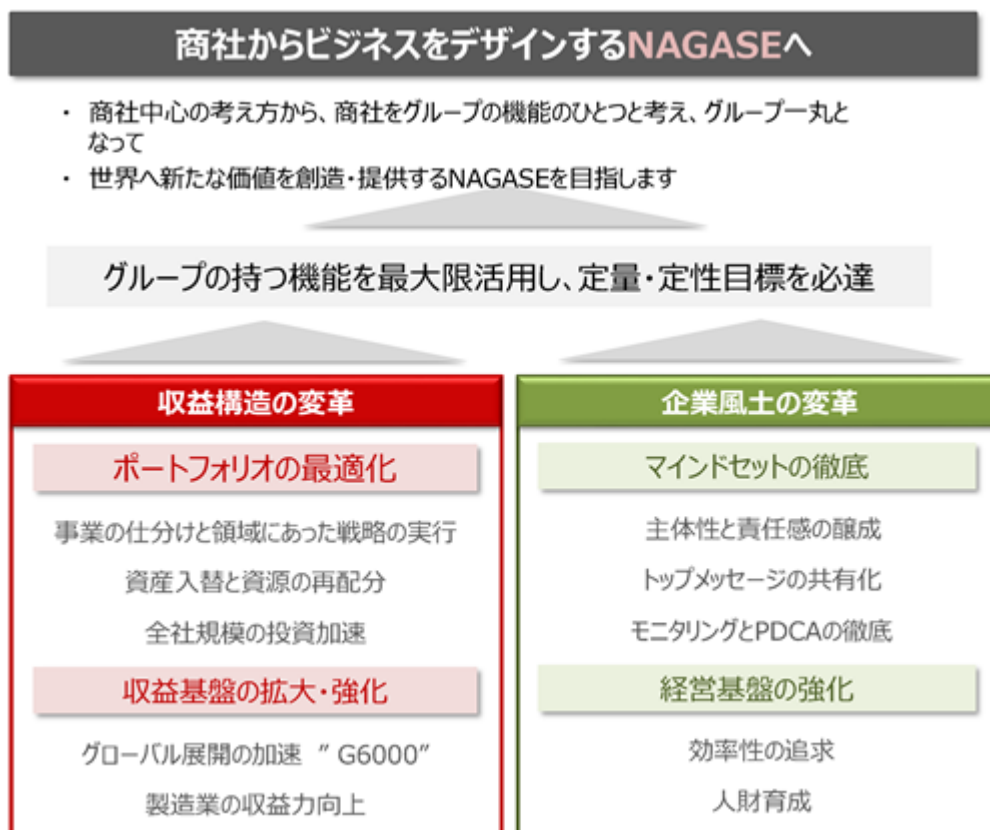 商社からビジネスをデザインするNAGASEへ
・ 商社中心の考え方から、商社をグループの機能のひとつと考え、グループ一丸と
なって
・ 世界へ新たな価値を創造・提供するNAGASEを目指します
グループの持つ機能を最大限活用し、定量・定性目標を必達
収益構造の変革
ポートフォリオの最適化
事業の仕分けと領域にあった戦略の実行
資産入替と資源の再配分
全社規模の投資加速
収益基盤の拡大・強化
グローバル展開の加速 ” G6000”
製造業の収益力向上
企業風土の変革
マインドセットの徹底
主体性と責任感の醸成
トップメッセージの共有化
モニタリングとPDCAの徹底
経営基盤の強化
効率性の追求
人財育成